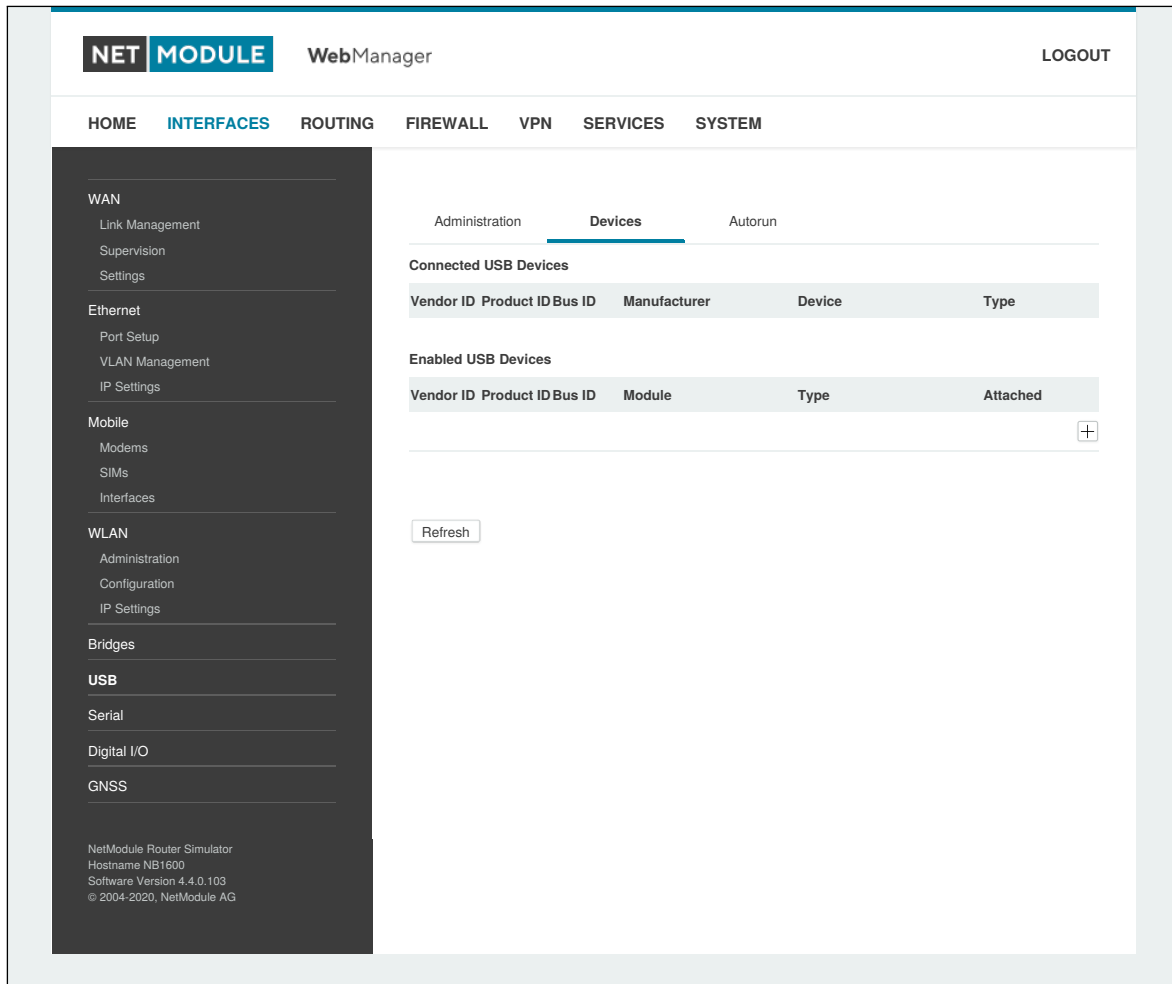 NET MODULE WebManager LOGOUT
HOME INTERFACES ROUTING FIREWALL VPN SERVICES SYSTEM
WAN
Link Management
Supervision
Settings
Ethernet
Port Setup
VLAN Management
IP Settings
Mobile
Modems
SIMs
Interfaces
WLAN
Administration
Configuration
IP Settings
Bridges
USB
Serial
Digital I/O
GNSS
NetModule Router Simulator
Hostname NB1600
Software Version 4.4.0.103
© 2004-2020, NetModule AG
Administration Devices Autorun
Connected USB Devices
Vendor ID Product ID Bus ID Manufacturer Device Type
Enabled USB Devices
Vendor ID Product ID Bus ID Module Type Attached
Refresh